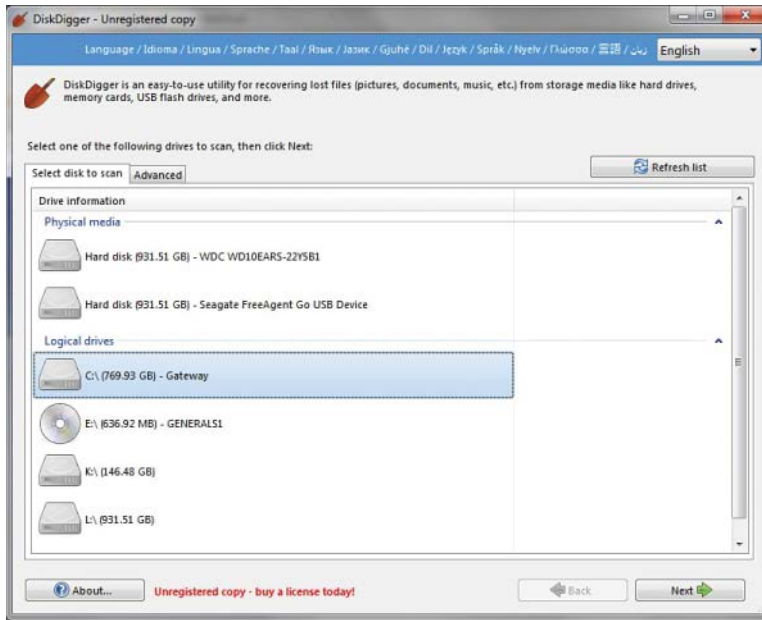 DiskDigger - Unregistered copy
Language / Idioma / Lingua / Sprache / Taal / Язык / Јазик / Gjuhë / Dil / Język / Språk / Nyelv / Γλώσσα / 言語 / زبان
English
DiskDigger is an easy-to-use utility for recovering lost files (pictures, documents, music, etc.) from storage media like hard drives,
memory cards, USB flash drives, and more.
Select one of the following drives to scan, then click Next:
Refresh list
Select disk to scan
Advanced
Drive information
Physical media
Hard disk (931.51 GB) - WDC WD10EARS-22Y5B1
Hard disk (931.51 GB) - Seagate FreeAgent Go USB Device
Logical drives
C:\ (769.93 GB) - Gateway
E:\ (636.92 MB) - GENERALS1
K:\ (146.48 GB)
L:\ (931.51 GB)
About...
Unregistered copy - buy a license today!
Back
Next